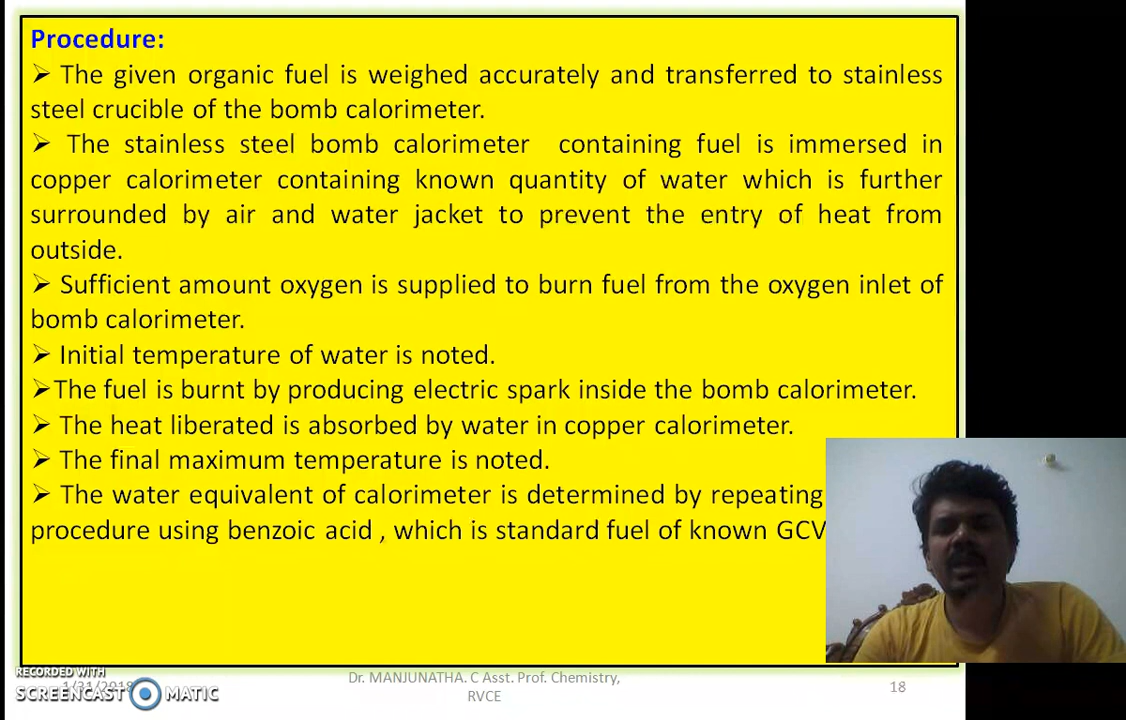 Procedure:
➢ The given organic fuel is weighed accurately and transferred to stainless
steel crucible of the bomb calorimeter.
➢ The stainless steel bomb calorimeter containing fuel is immersed in
copper calorimeter containing known quantity of water which is further
surrounded by air and water jacket to prevent the entry of heat from
outside.
➢ Sufficient amount oxygen is supplied to burn fuel from the oxygen inlet of
bomb calorimeter.
➢ Initial temperature of water is noted.
➢The fuel is burnt by producing electric spark inside the bomb calorimeter.
➢ The heat liberated is absorbed by water in copper calorimeter.
➢ The final maximum temperature is noted.
➢ The water equivalent of calorimeter is determined by repeating
procedure using benzoic acid , which is standard fuel of known GCV
RECORDED WITH
SCREENCAST MATIC
Dr. MANJUNATHA. C Asst. Prof. Chemistry,
RVCE
18